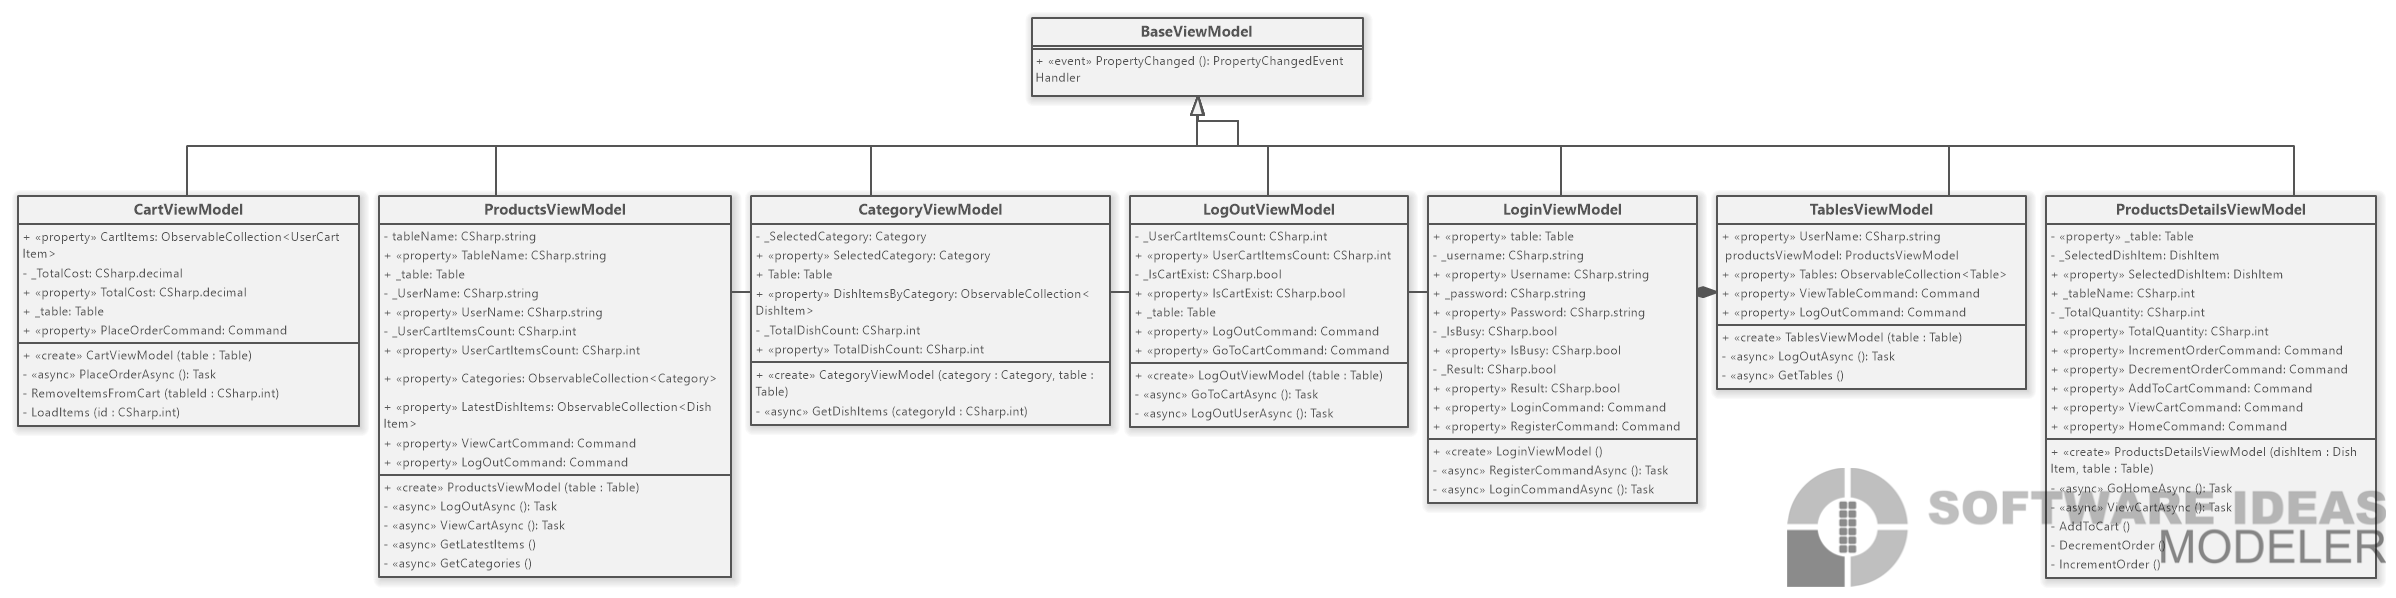 BaseViewModel
+ «event» PropertyChanged (): PropertyChangedEvent
Handler
CartViewModel
+ «property» CartItems: ObservableCollection<UserCart
Item>
- _TotalCost: CSharp.decimal
+ «property» TotalCost: CSharp.decimal
+ _table: Table
+ «property» PlaceOrderCommand: Command
+ «create» CartViewModel (table : Table)
- «async» PlaceOrderAsync (): Task
- RemoveItemsFromCart (tableId : CSharp.int)
- LoadItems (id : CSharp.int)
ProductsViewModel
- tableName: CSharp.string
+ «property» TableName: CSharp.string
+ _table: Table
- _UserName: CSharp.string
+ «property» UserName: CSharp.string
- _UserCartItemsCount: CSharp.int
+ «property» UserCartItemsCount: CSharp.int
+ «property» Categories: ObservableCollection<Category>
+ «property» LatestDishItems: ObservableCollection<Dish
Item>
+ «property» ViewCartCommand: Command
+ «property» LogOutCommand: Command
+ «create» ProductsViewModel (table : Table)
- «async» LogOutAsync (): Task
- «async» ViewCartAsync (): Task
- «async» GetLatestItems ()
- «async» GetCategories ()
CategoryViewModel
- _SelectedCategory: Category
+ «property» SelectedCategory: Category
+ Table: Table
+ «property» DishItemsByCategory: ObservableCollection<
DishItem>
- _TotalDishCount: CSharp.int
+ «property» TotalDishCount: CSharp.int
+ «create» CategoryViewModel (category : Category, table :
Table)
- «async» GetDishItems (categoryId : CSharp.int)
LogOutViewModel
- _UserCartItemsCount: CSharp.int
+ «property» UserCartItemsCount: CSharp.int
- _IsCartExist: CSharp.bool
+ «property» IsCartExist: CSharp.bool
+ _table: Table
+ «property» LogOutCommand: Command
+ «property» GoToCartCommand: Command
+ «create» LogOutViewModel (table : Table)
- «async» GoToCartAsync (): Task
- «async» LogOutUserAsync (): Task
LoginViewModel
+ «property» table: Table
- _username: CSharp.string
+ «property» Username: CSharp.string
+ _password: CSharp.string
+ «property» Password: CSharp.string
- _IsBusy: CSharp.bool
+ «property» IsBusy: CSharp.bool
- _Result: CSharp.bool
+ «property» Result: CSharp.bool
+ «property» LoginCommand: Command
+ «property» RegisterCommand: Command
+ «create» LoginViewModel ()
- «async» RegisterCommandAsync (): Task
- «async» LoginCommandAsync (): Task
TablesViewModel
+ «property» UserName: CSharp.string
productsViewModel: ProductsViewModel
+ «property» Tables: ObservableCollection<Table>
+ «property» ViewTableCommand: Command
+ «property» LogOutCommand: Command
+ «create» TablesViewModel (table : Table)
- «async» LogOutAsync (): Task
- «async» GetTables ()
ProductsDetailsViewModel
- «property» _table: Table
- _SelectedDishItem: DishItem
+ «property» SelectedDishItem: DishItem
+ _tableName: CSharp.int
- _TotalQuantity: CSharp.int
+ «property» TotalQuantity: CSharp.int
+ «property» IncrementOrderCommand: Command
+ «property» DecrementOrderCommand: Command
+ «property» AddToCartCommand: Command
+ «property» ViewCartCommand: Command
+ «property» HomeCommand: Command
+ «create» ProductsDetailsViewModel (dishItem : Dish
Item, table : Table)
- «async» GoHomeAsync (): Task
- «async» ViewCartAsync (): Task
- AddToCart ()
- DecrementOrder ()
- IncrementOrder ()
SOFTWARE IDEAS
MODELER